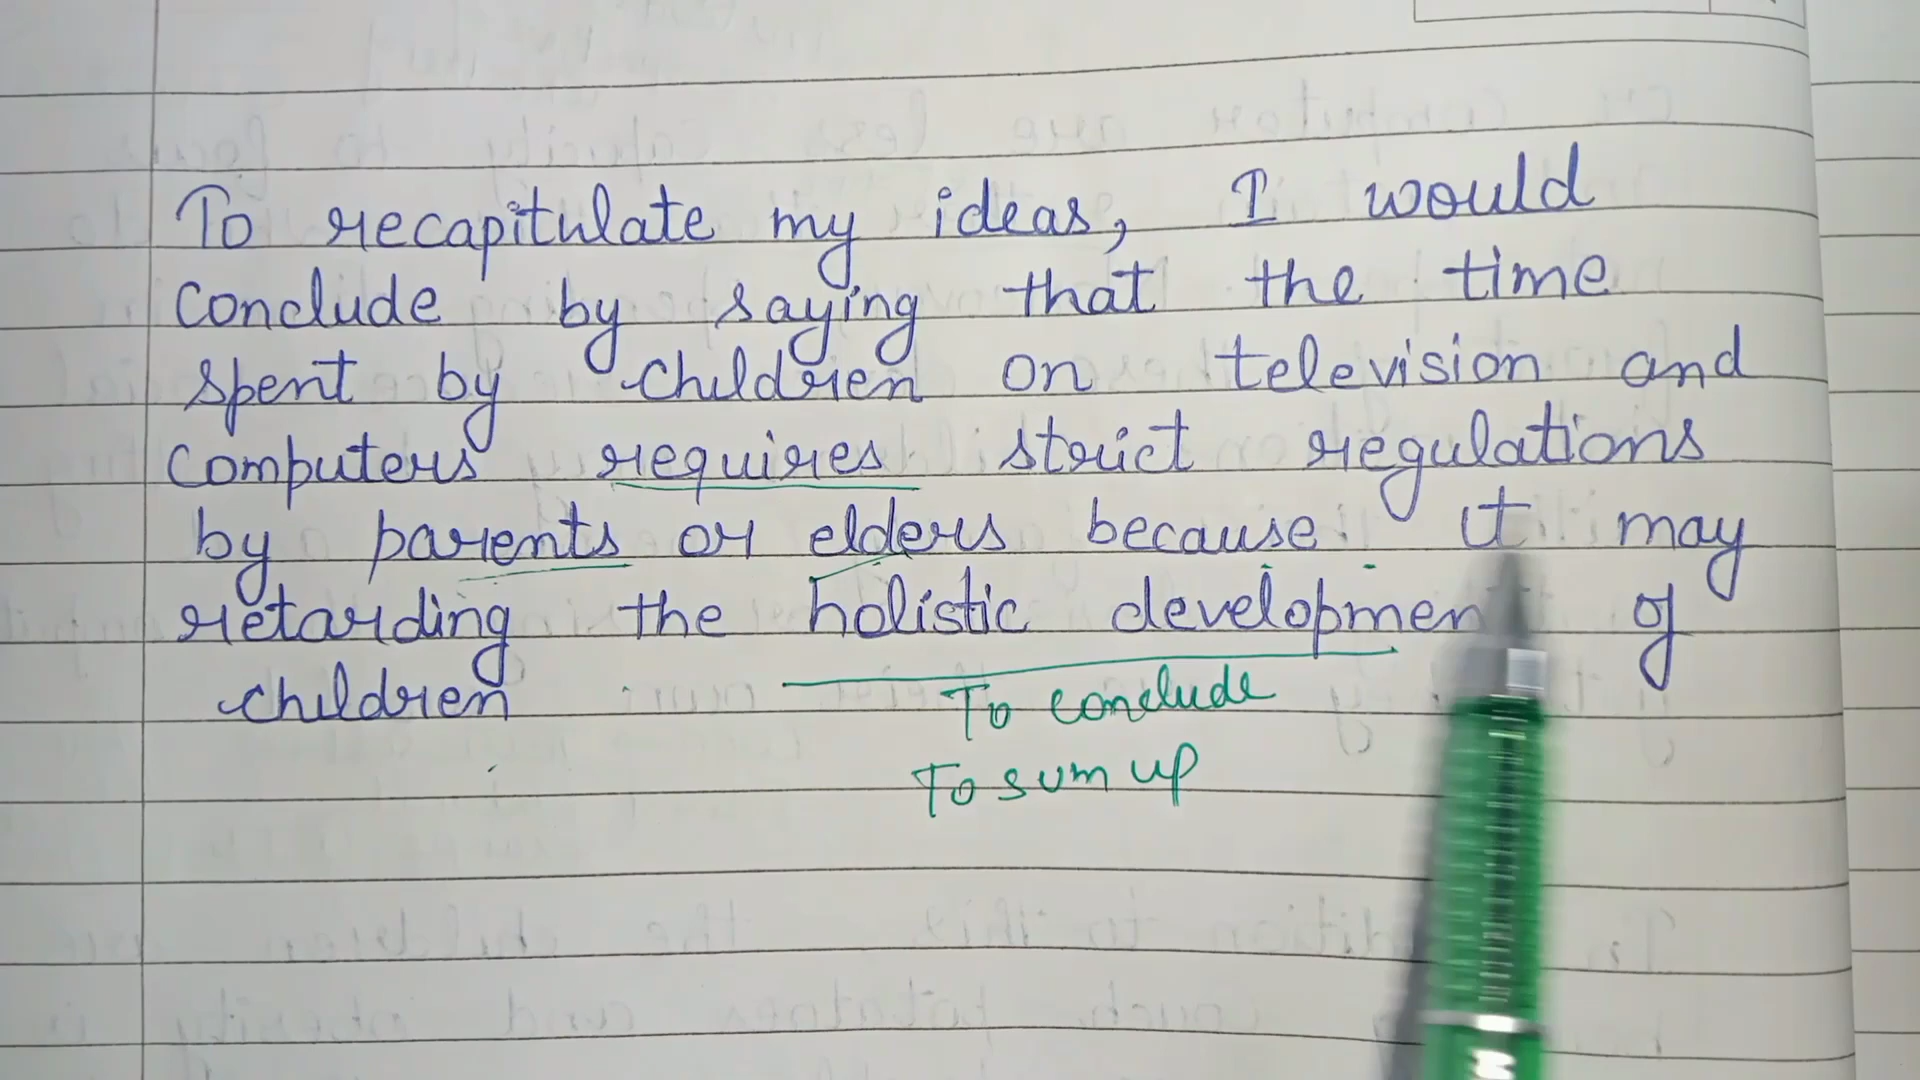 To recapitulate my ideas, I would
conclude by saying that the time
spent by children on television and
computers requires strict regulations
by parents or elders because it may
retarding the holistic development of
children
To conclude
To sum up